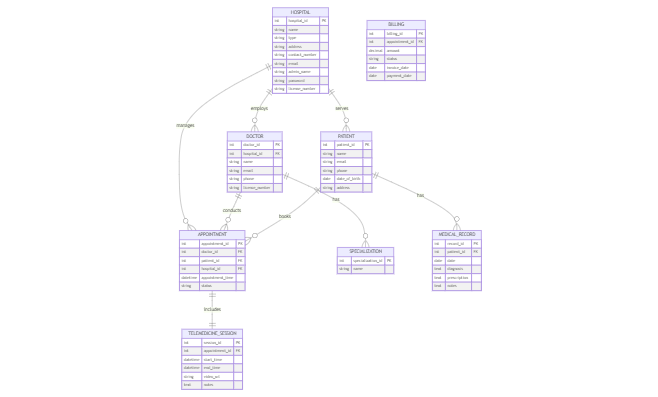 HOSPITAL
int hospital_id PK
string name
string type
string address
string contact_number
string email
string admin_name
string password
string license_number
BILLING
int billing_id PK
int appointment_id FK
decimal amount
string status
date invoice_date
date payment_date
manages
employs
serves
DOCTOR
int doctor_id PK
int hospital_id FK
string name
string email
string phone
string license_number
PATIENT
int patient_id PK
string name
string email
string phone
date date_of_birth
string address
has
has
conducts
books
APPOINTMENT
int appointment_id PK
int doctor_id FK
int patient_id FK
int hospital_id FK
datetime appointment_time
string status
SPECIALIZATION
int specialization_id PK
string name
MEDICAL_RECORD
int record_id PK
int patient_id FK
date date
text diagnosis
text prescription
text notes
includes
TELEMEDICINE_SESSION
int session_id PK
int appointment_id FK
datetime start_time
datetime end_time
string video_url
text notes